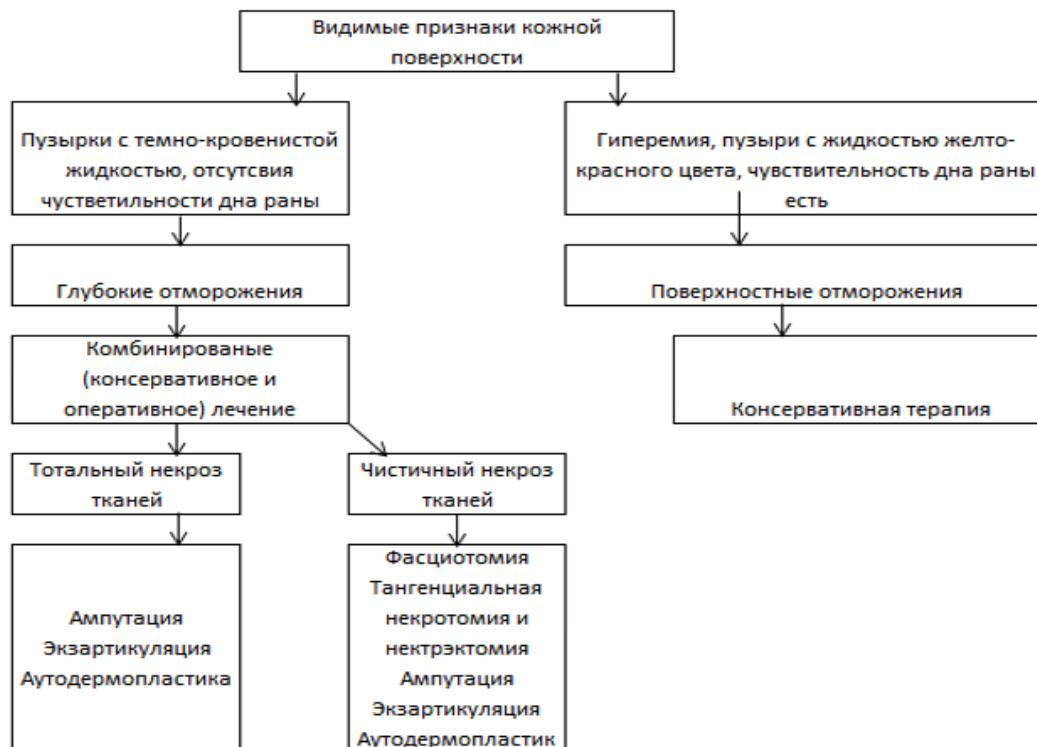 Видимые признаки кожной
поверхности
Пузырки с темно-кровенистой
жидкостью, отсутсвия
чустветильности дна раны
Гиперемия, пузыри с жидкостью желто-
красного цвета, чувствительность дна раны
есть
Глубокие отморожения
Поверхностные отморожения
Комбинированые
(консервативное и
оперативное) лечение
Консервативная терапия
Тотальный некроз
тканей
Чистичный некроз
тканей
Ампутация
Экзартикуляция
Аутодермопластика
Фасциотомия
Тангенциальная
некротомия и
нектрэктомия
Ампутация
Экзартикуляция
Аутодермопластик